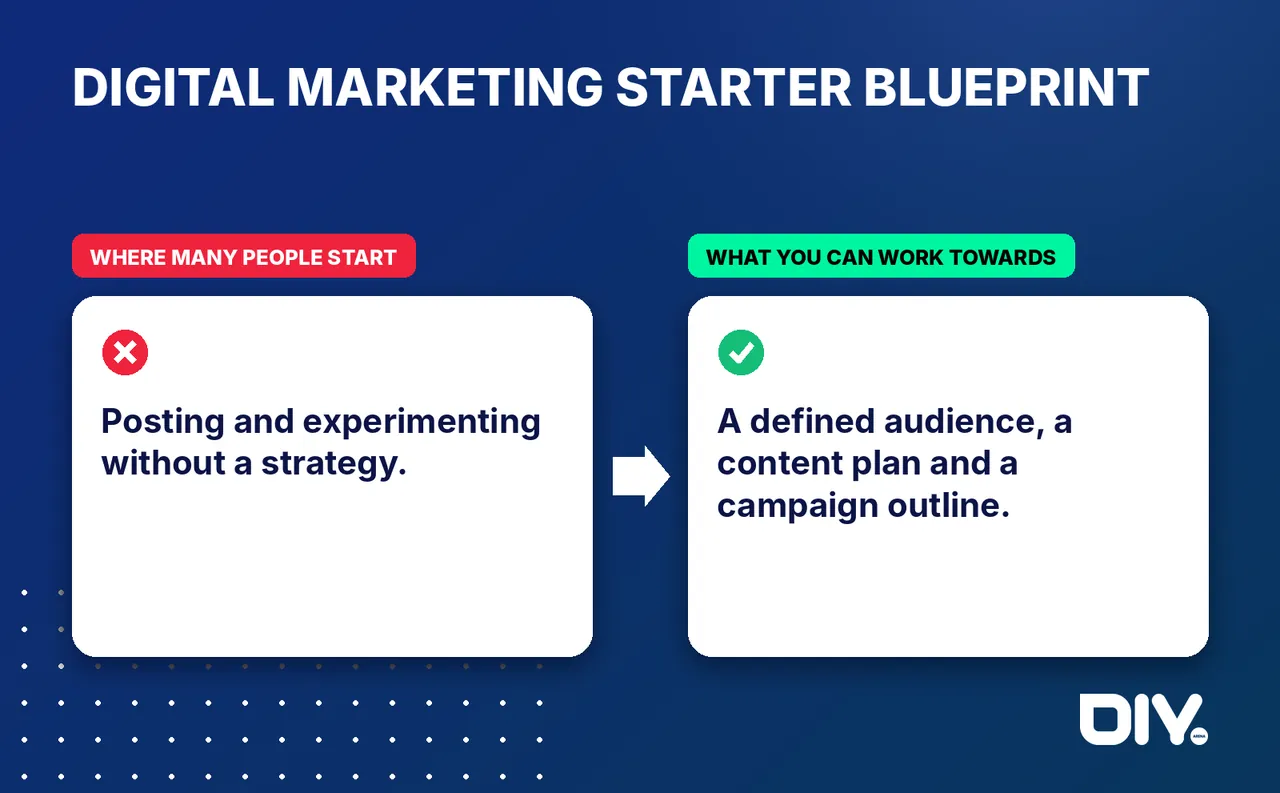 DIGITAL MARKETING STARTER BLUEPRINT
WHERE MANY PEOPLE START
Posting and experimenting
without a strategy.
WHAT YOU CAN WORK TOWARDS
A defined audience, a
content plan and a
campaign outline.
DIY.
ARENA